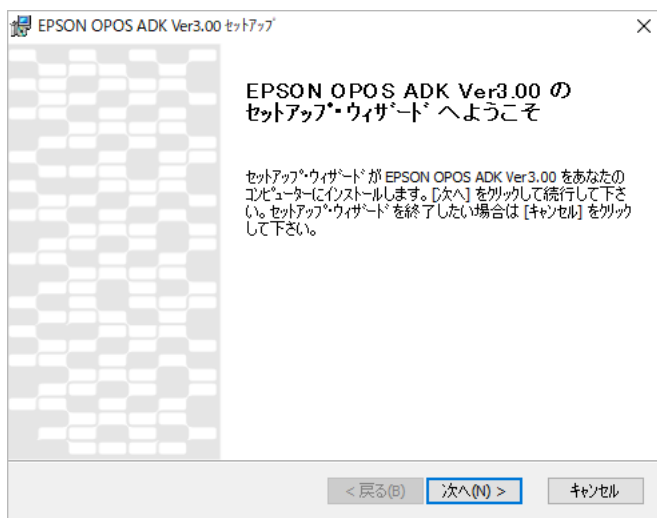 EPSON OPOS ADK Ver3.00 セットアップ
EPSON OPOS ADK Ver3.00 の
セットアップ・ウィザード へようこそ
セットアップ・ウィザードが EPSON OPOS ADK Ver3.00 をあなたの
コンピューターにインストールします。[次へ] をクリックして続行して下さ
い。セットアップ・ウィザードを終了したい場合は [キャンセル] をクリック
して下さい。
< 戻る(B) 次へ(N) > キャンセル